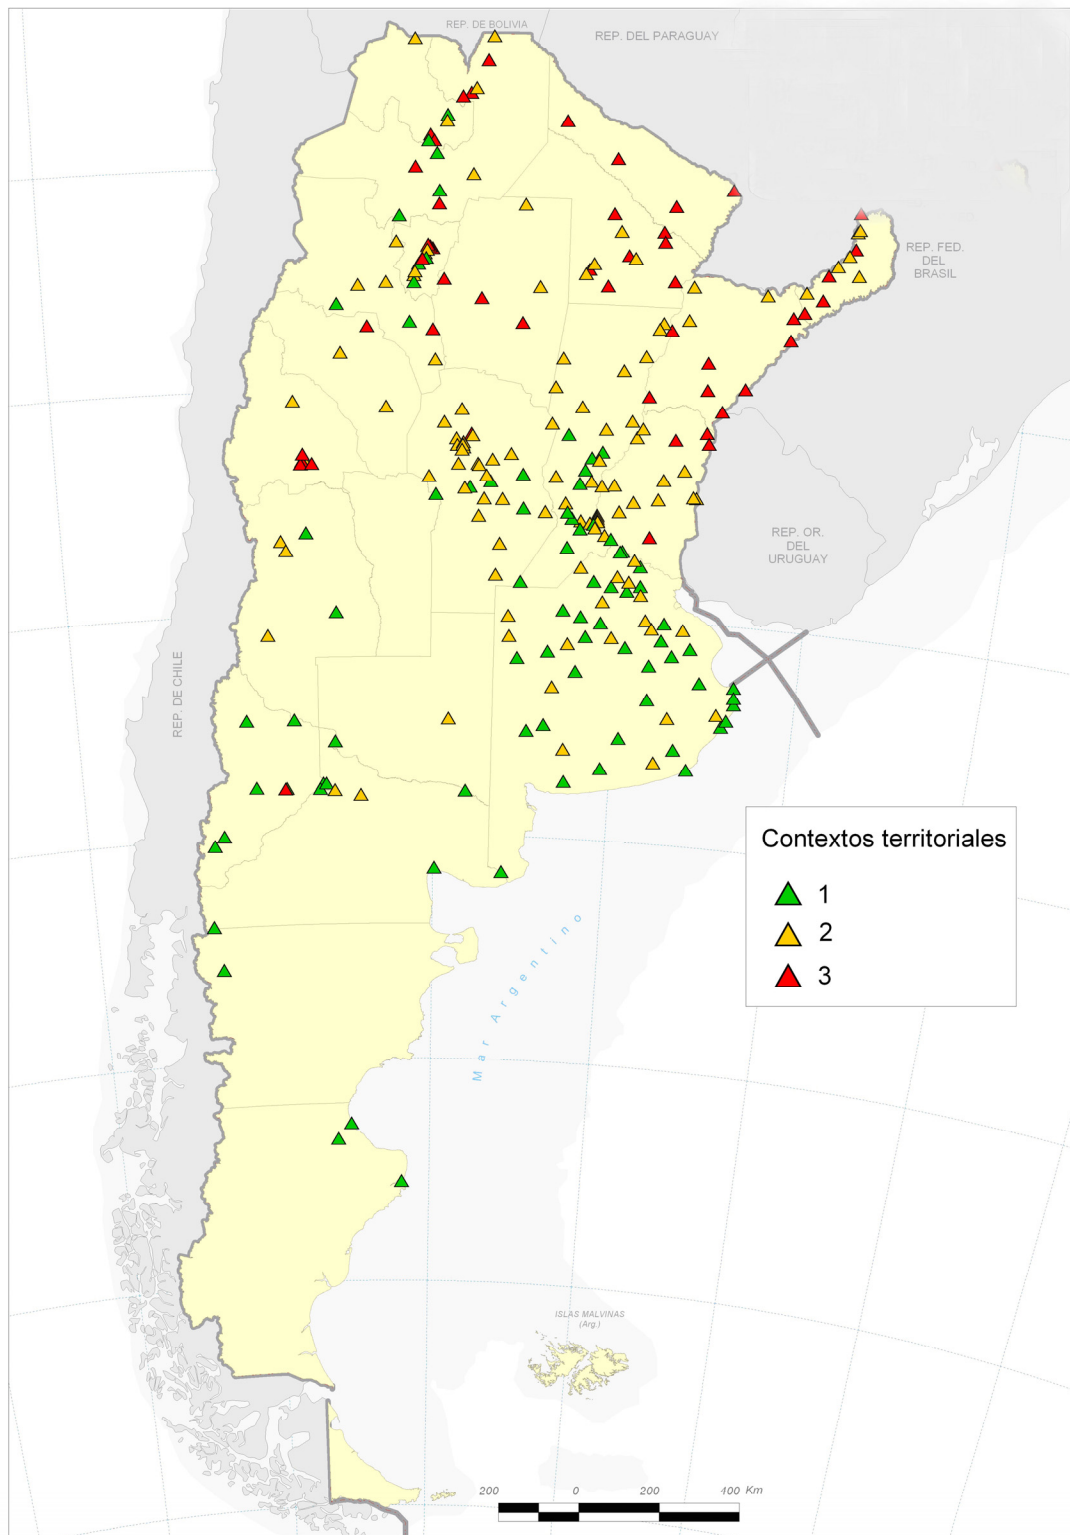 REP. DE BOLIVIA
REP. DEL PARAGUAY
REP. FED.
DEL
BRASIL
REP. OR.
DEL
URUGUAY
REP. DE CHILE
Contextos territoriales
1
2
3
Mar Argentino
ISLAS MALVINAS
(Arg.)
200 0 200 400 Km